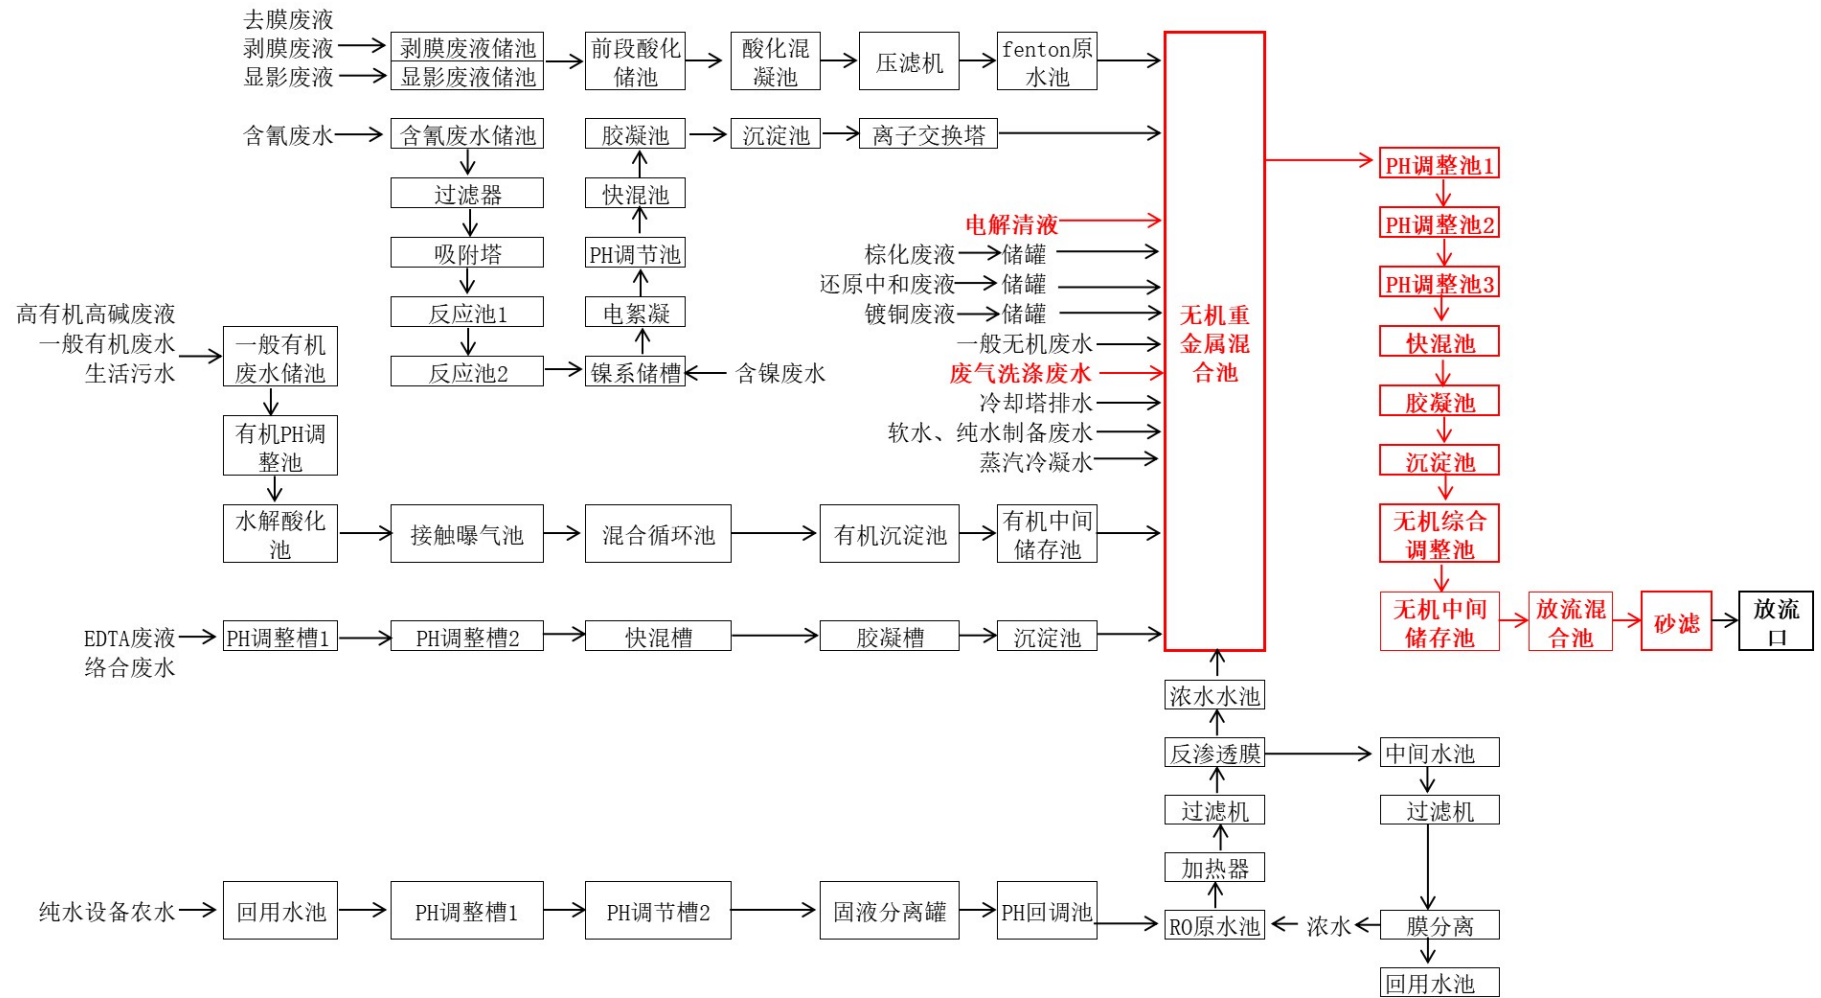 去膜废液
剥膜废液
显影废液
剥膜废液储池
显影废液储池
前段酸化
储池
酸化混
凝池
压滤机
fenton原
水池
含氰废水
含氰废水储池
过滤器
吸附塔
反应池1
反应池2
胶凝池
沉淀池
离子交换塔
快混池
PH调节池
电絮凝
镍系储槽
含镍废水
电解清液
棕化废液
储罐
还原中和废液
储罐
镀铜废液
储罐
一般无机废水
废气洗涤废水
冷却塔排水
软水、纯水制备废水
蒸汽冷凝水
无机重
金属混
合池
高有机高碱废液
一般有机废水
生活污水
一般有机
废水储池
有机PH调
整池
水解酸化
池
接触曝气池
混合循环池
有机沉淀池
有机中间
储存池
EDTA废液
络合废水
PH调整槽1
PH调整槽2
快混槽
胶凝槽
沉淀池
PH调整池1
PH调整池2
PH调整池3
快混池
胶凝池
沉淀池
无机综合
调整池
无机中间
储存池
放流混
合池
砂滤
放流
口
浓水水池
反渗透膜
过滤机
加热器
中间水池
过滤机
纯水设备农水
回用水池
PH调整槽1
PH调节槽2
固液分离罐
PH回调池
RO原水池
浓水
膜分离
回用水池